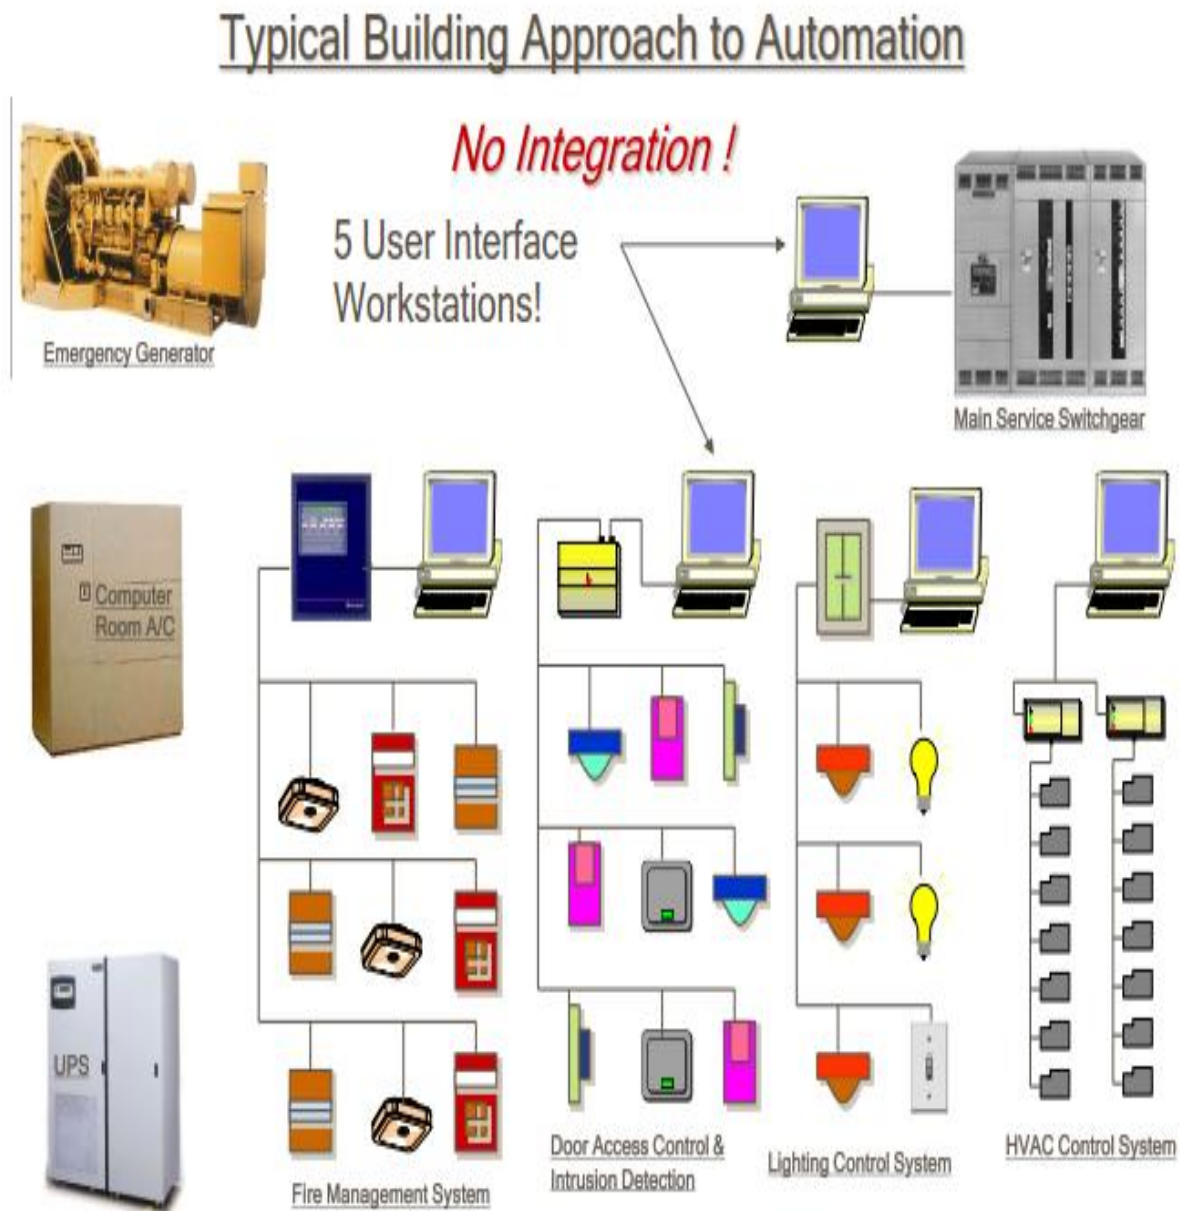 Typical Building Approach to Automation
No Integration !
5 User Interface
Workstations!
Emergency Generator
Main Service Switchgear
Computer
Room A/C
UPS
Fire Management System
Door Access Control &
Intrusion Detection
Lighting Control System
HVAC Control System